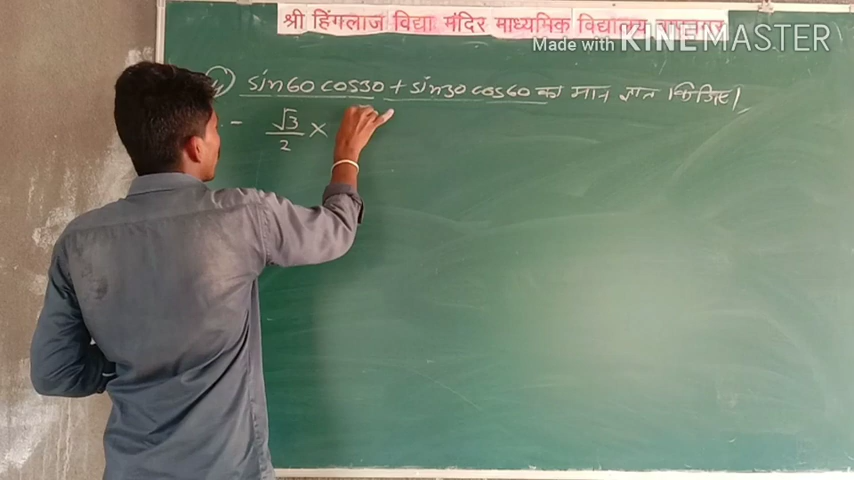 श्री हिंगलाज विद्या मंदिर माध्यमिक विद्यालय
Made with KINEMASTER
sin60 cos30 + sin30 cos60 का मान ज्ञात किजिए।
- √3/2 ×